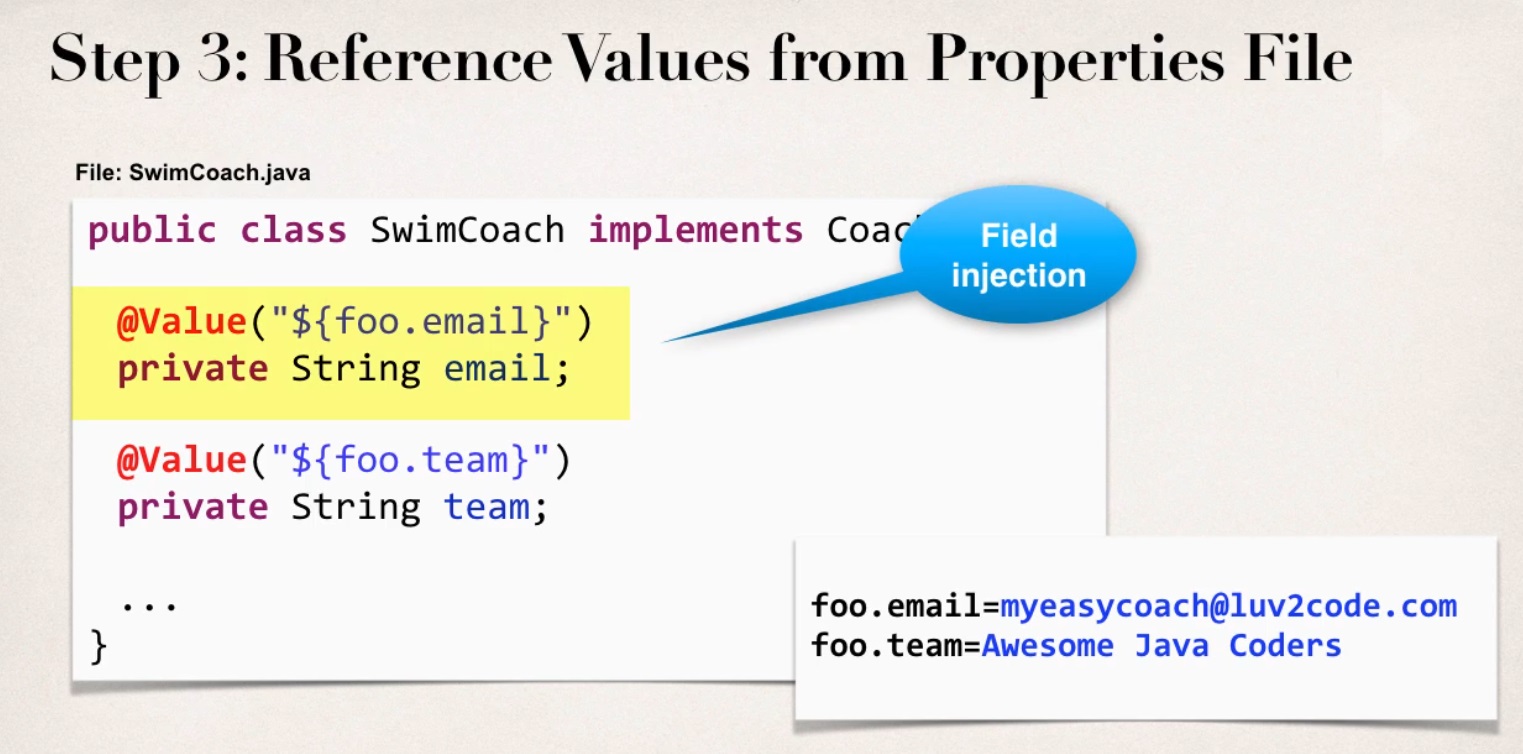 Step 3: Reference Values from Properties File
File: SwimCoach.java
public class SwimCoach implements Coac
Field
injection
@Value("${foo.email}")
private String email;
@Value("${foo.team}")
private String team;
...
}
foo.email=myeasycoach@luv2code.com
foo.team=Awesome Java Coders